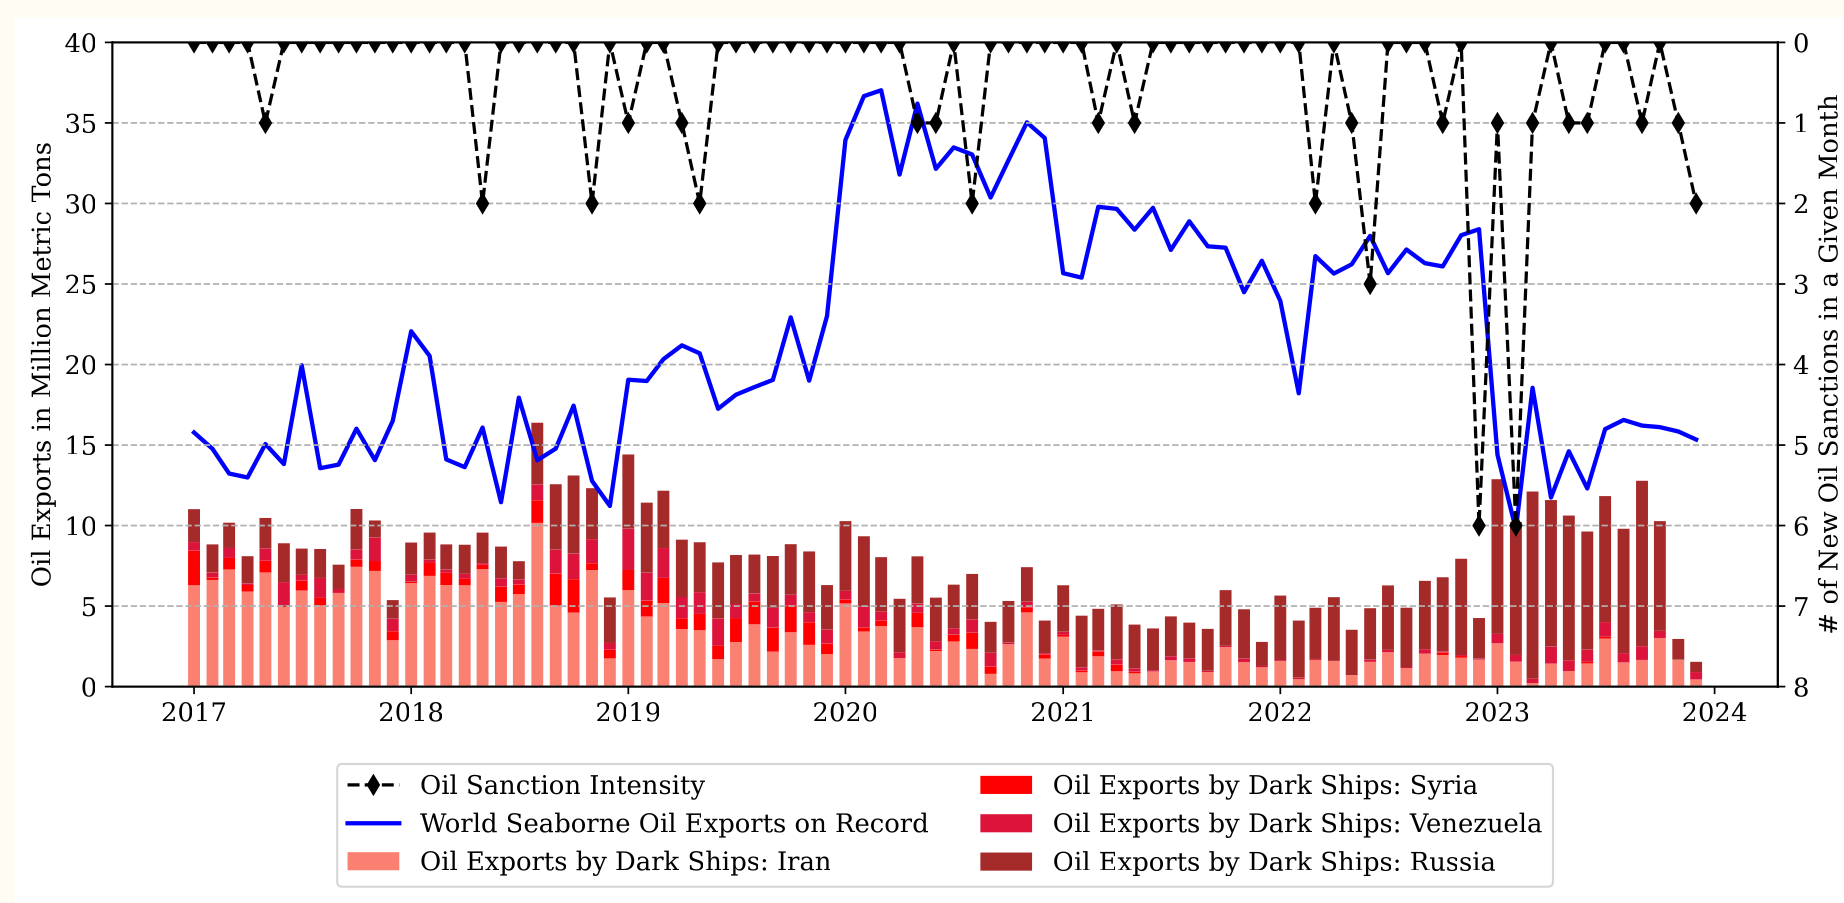 Oil Exports in Million Metric Tons
40
35
30
25
20
15
10
5
0
0
1
2
3
4
5
6
7
8
# of New Oil Sanctions in a Given Month
2017 2018 2019 2020 2021 2022 2023 2024
Oil Sanction Intensity
World Seaborne Oil Exports on Record
Oil Exports by Dark Ships: Iran
Oil Exports by Dark Ships: Syria
Oil Exports by Dark Ships: Venezuela
Oil Exports by Dark Ships: Russia